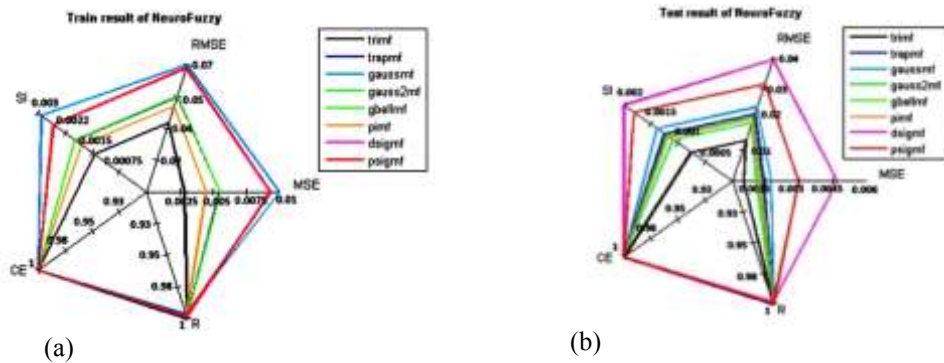 Train result of NeuroFuzzy
RMSE
0.07
0.05
0.04
0.02
SI
0.003
0.0022
0.0015
0.00075
MSE
0.0025
0.005
0.0075
0.01
0.93
0.95
0.98
1
CE
0.93
0.95
0.98
1 R
trimf
trapmf
gaussmf
gauss2mf
gbellmf
pimf
dsigmf
psigmf
(a)
Test result of NeuroFuzzy
RMSE
0.04
0.03
0.02
0.01
SI
0.002
0.0015
0.001
0.0005
MSE
0.0015
0.003
0.0045
0.006
0.93
0.95
0.98
1
CE
0.93
0.95
0.98
1 R
trimf
trapmf
gaussmf
gauss2mf
gbellmf
pimf
dsigmf
psigmf
(b)